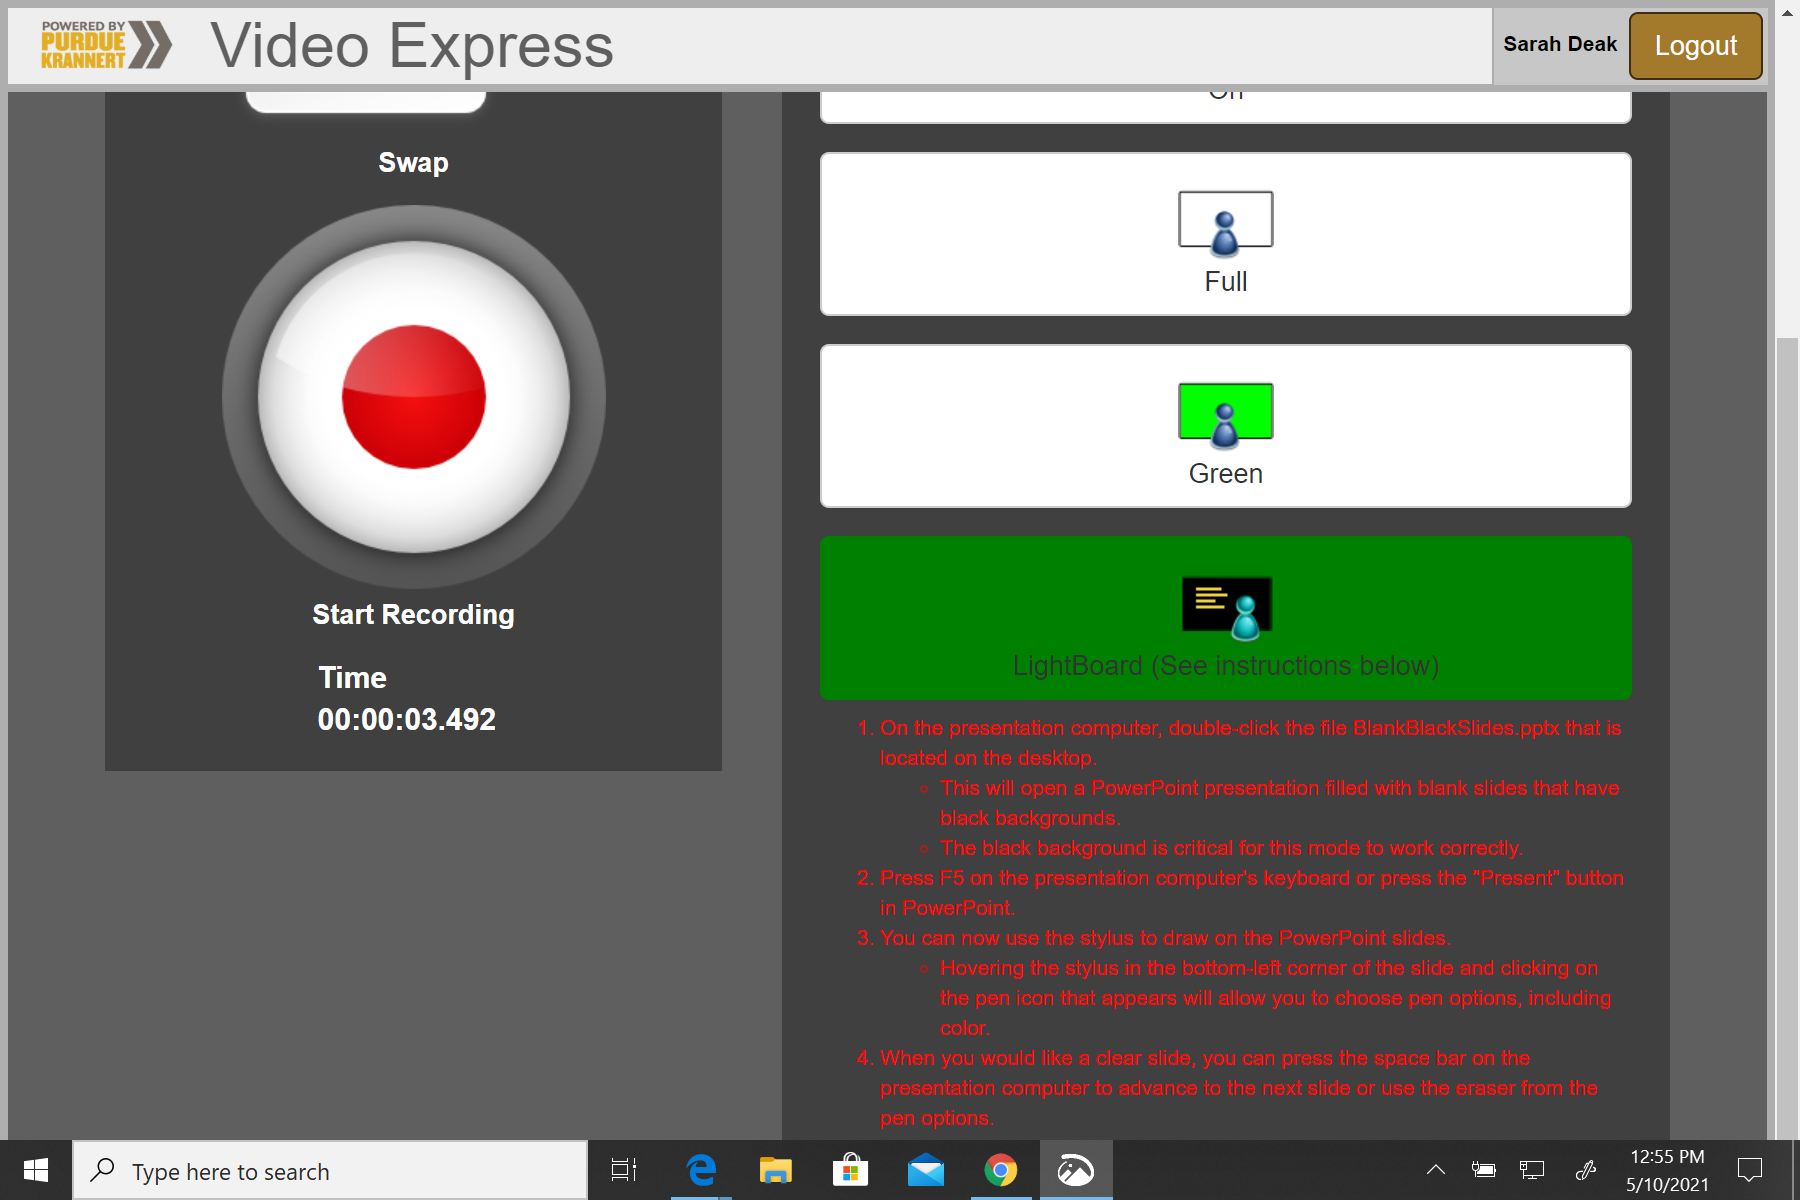 POWERED BY
PURDUE
KRANNERT
Video Express
Sarah Deak
Logout
On
Swap
Full
Green
Start Recording
Time
00:00:03.492
LightBoard (See instructions below)
1. On the presentation computer, double-click the file BlankBlackSlides.pptx that is
located on the desktop.
This will open a PowerPoint presentation filled with blank slides that have
black backgrounds.
The black background is critical for this mode to work correctly.
2. Press F5 on the presentation computer's keyboard or press the "Present" button
in PowerPoint.
3. You can now use the stylus to draw on the PowerPoint slides.
Hovering the stylus in the bottom-left corner of the slide and clicking on
the pen icon that appears will allow you to choose pen options, including
color.
4. When you would like a clear slide, you can press the space bar on the
presentation computer to advance to the next slide or use the eraser from the
pen options.
Type here to search
12:55 PM
5/10/2021